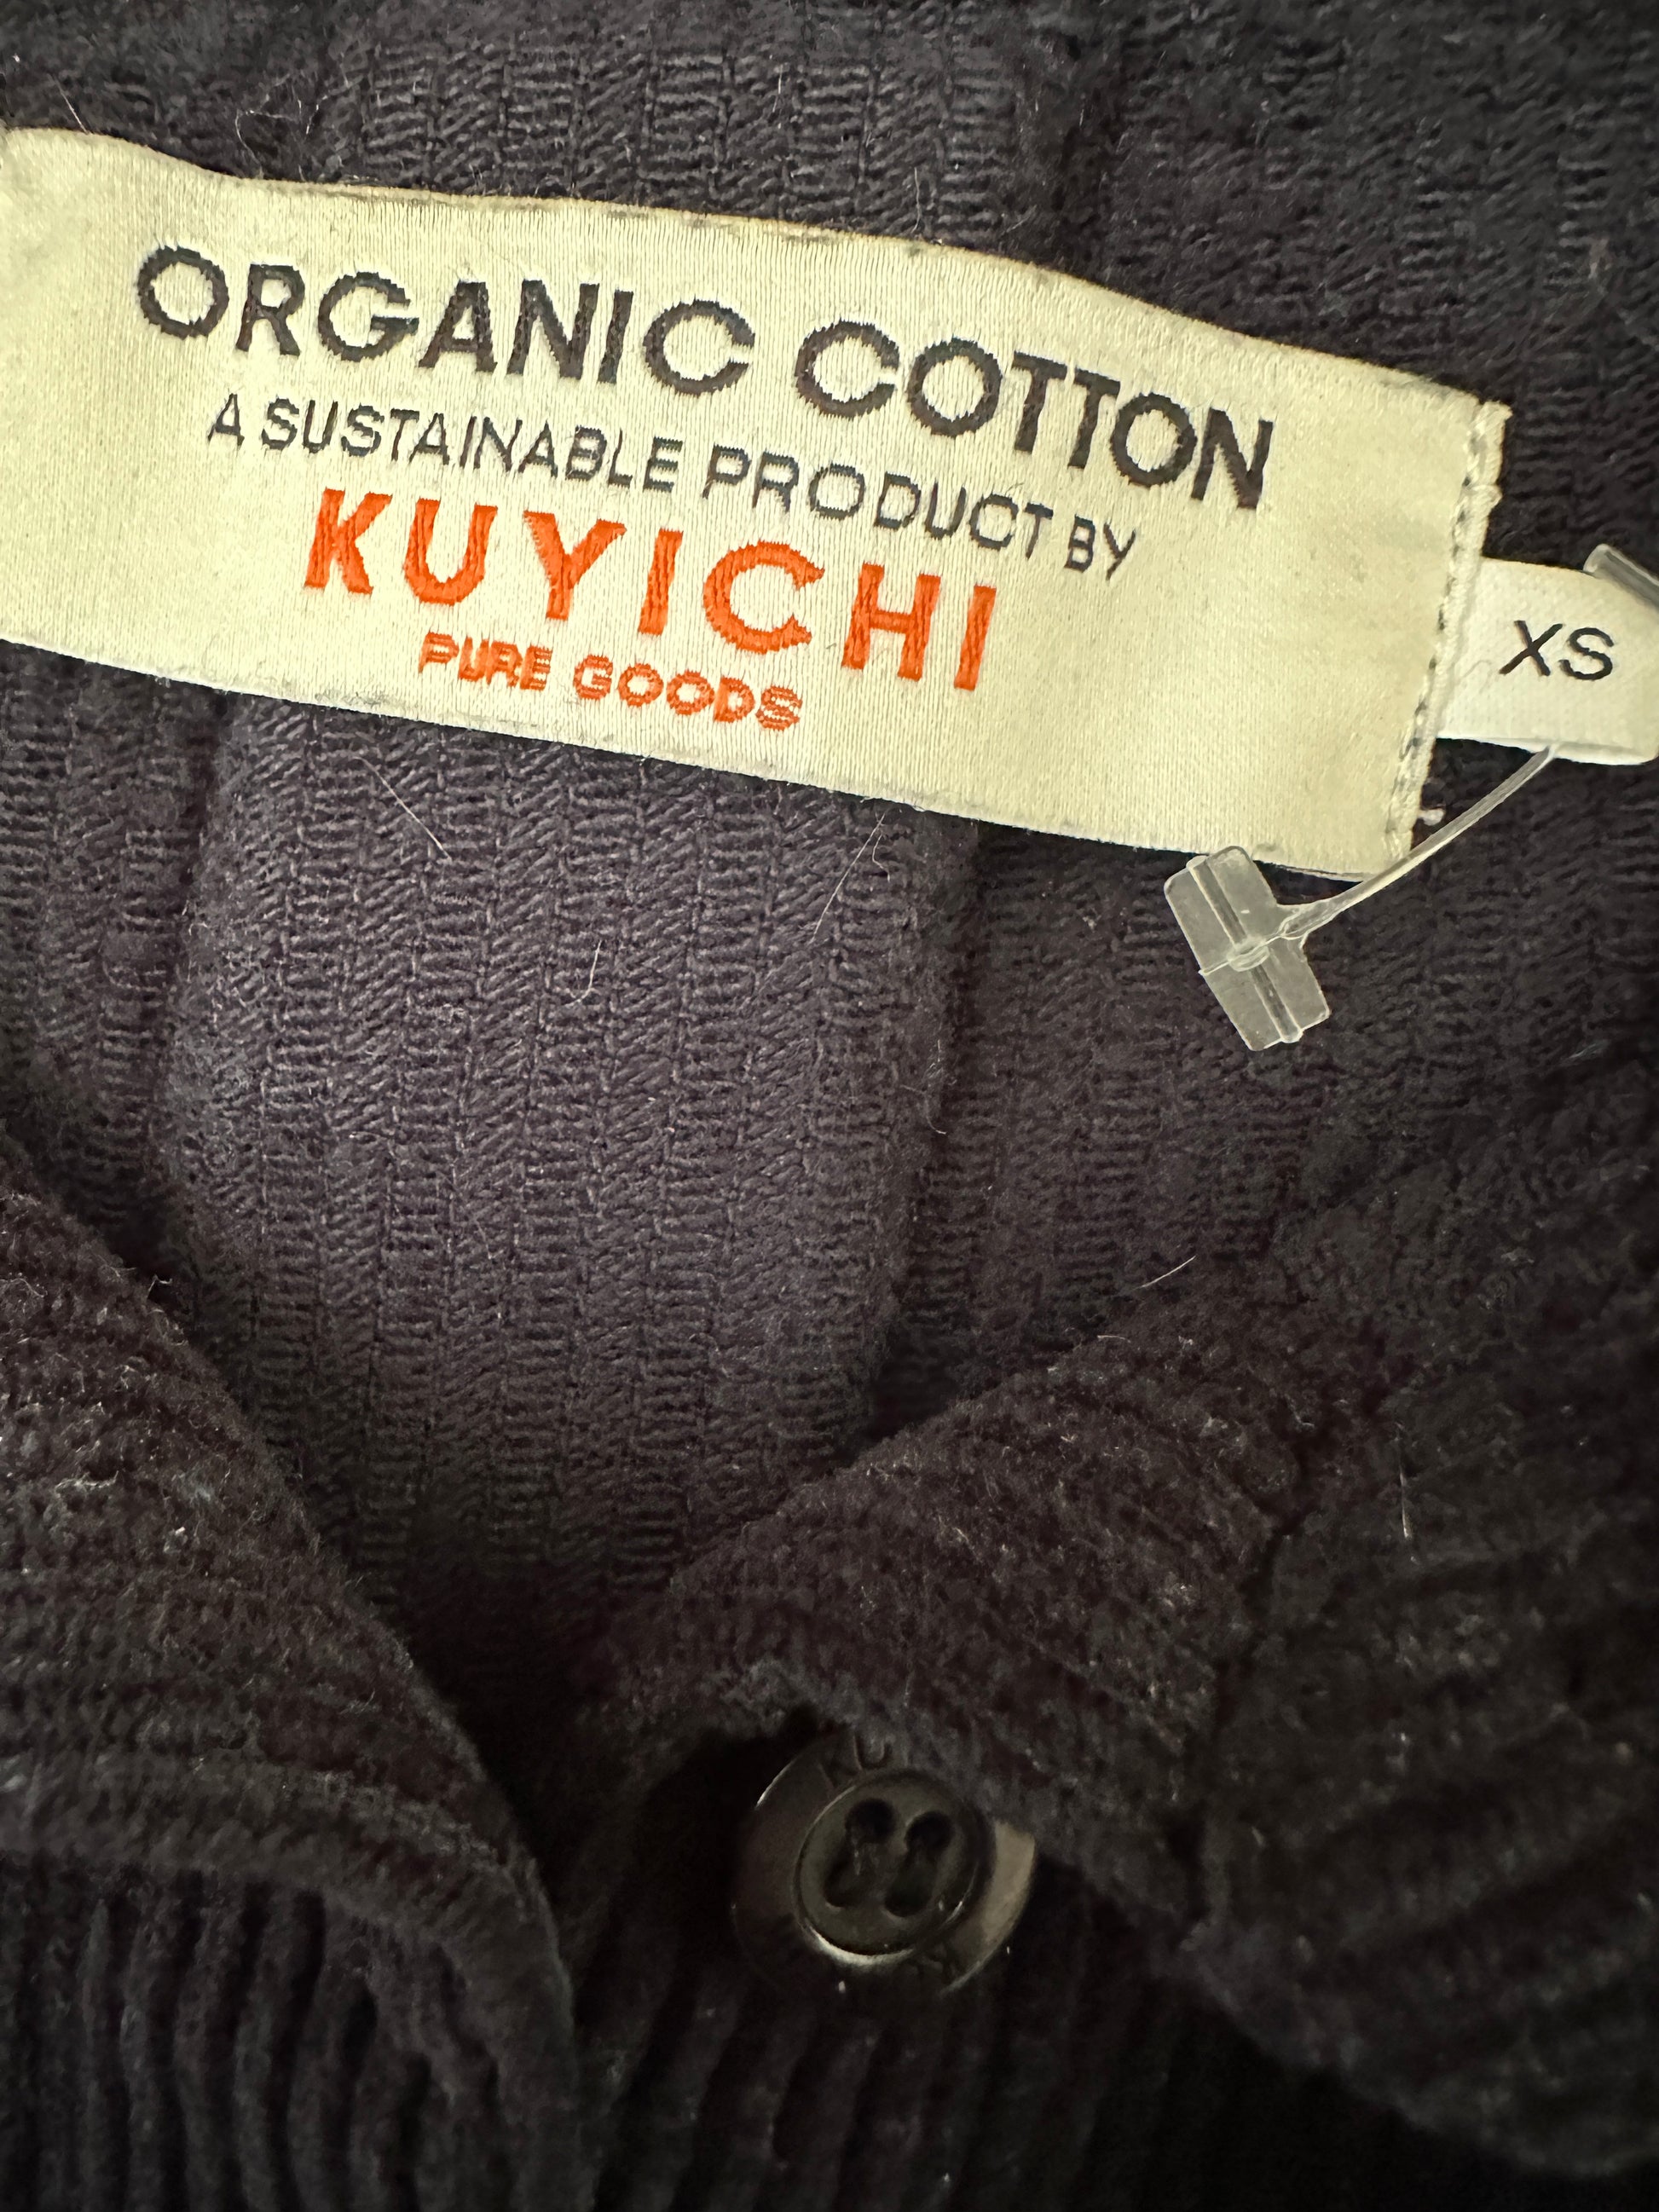 ORGANIC COTTON
A SUSTAINABLE PRODUCT BY
KUYICHI
PURE GOODS
XS